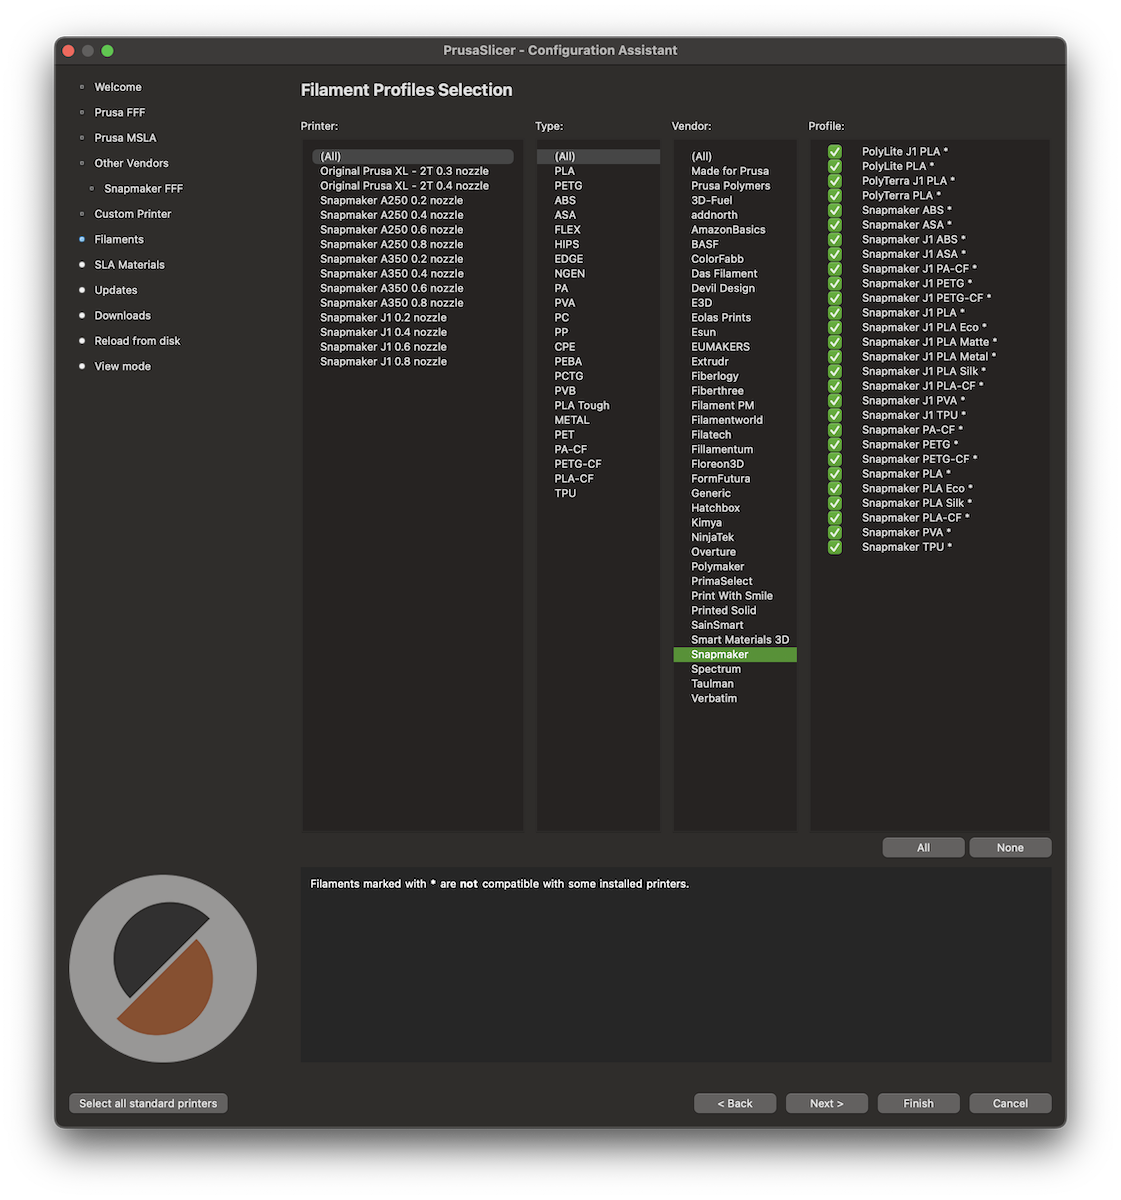 PrusaSlicer - Configuration Assistant
Welcome
Prusa FFF
Prusa MSLA
Other Vendors
Snapmaker FFF
Custom Printer
Filaments
SLA Materials
Updates
Downloads
Reload from disk
View mode
Filament Profiles Selection
Printer:
(All)
Original Prusa XL - 2T 0.3 nozzle
Original Prusa XL - 2T 0.4 nozzle
Snapmaker A250 0.2 nozzle
Snapmaker A250 0.4 nozzle
Snapmaker A250 0.6 nozzle
Snapmaker A250 0.8 nozzle
Snapmaker A350 0.2 nozzle
Snapmaker A350 0.4 nozzle
Snapmaker A350 0.6 nozzle
Snapmaker A350 0.8 nozzle
Snapmaker J1 0.2 nozzle
Snapmaker J1 0.4 nozzle
Snapmaker J1 0.6 nozzle
Snapmaker J1 0.8 nozzle
Type:
(All)
PLA
PETG
ABS
ASA
FLEX
HIPS
EDGE
NGEN
PA
PVA
PC
PP
CPE
PEBA
PCTG
PVB
PLA Tough
METAL
PET
PA-CF
PETG-CF
PLA-CF
TPU
Vendor:
(All)
Made for Prusa
Prusa Polymers
3D-Fuel
addnorth
AmazonBasics
BASF
ColorFabb
Das Filament
Devil Design
E3D
Eolas Prints
Esun
EUMAKERS
Extrudr
Fiberlogy
Fiberthree
Filament PM
Filamentworld
Filatech
Fillamentum
Floreon3D
FormFutura
Generic
Hatchbox
Kimya
NinjaTek
Overture
Polymaker
PrimaSelect
Print With Smile
Printed Solid
SainSmart
Smart Materials 3D
Snapmaker
Spectrum
Taulman
Verbatim
Profile:
PolyLite J1 PLA *
PolyLite PLA *
PolyTerra J1 PLA *
PolyTerra PLA *
Snapmaker ABS *
Snapmaker ASA *
Snapmaker J1 ABS *
Snapmaker J1 ASA *
Snapmaker J1 PA-CF *
Snapmaker J1 PETG *
Snapmaker J1 PETG-CF *
Snapmaker J1 PLA *
Snapmaker J1 PLA Eco *
Snapmaker J1 PLA Matte *
Snapmaker J1 PLA Metal *
Snapmaker J1 PLA Silk *
Snapmaker J1 PLA-CF *
Snapmaker J1 PVA *
Snapmaker J1 TPU *
Snapmaker PA-CF *
Snapmaker PETG *
Snapmaker PETG-CF *
Snapmaker PLA *
Snapmaker PLA Eco *
Snapmaker PLA Silk *
Snapmaker PLA-CF *
Snapmaker PVA *
Snapmaker TPU *
All
None
Filaments marked with * are not compatible with some installed printers.
Select all standard printers
< Back
Next >
Finish
Cancel